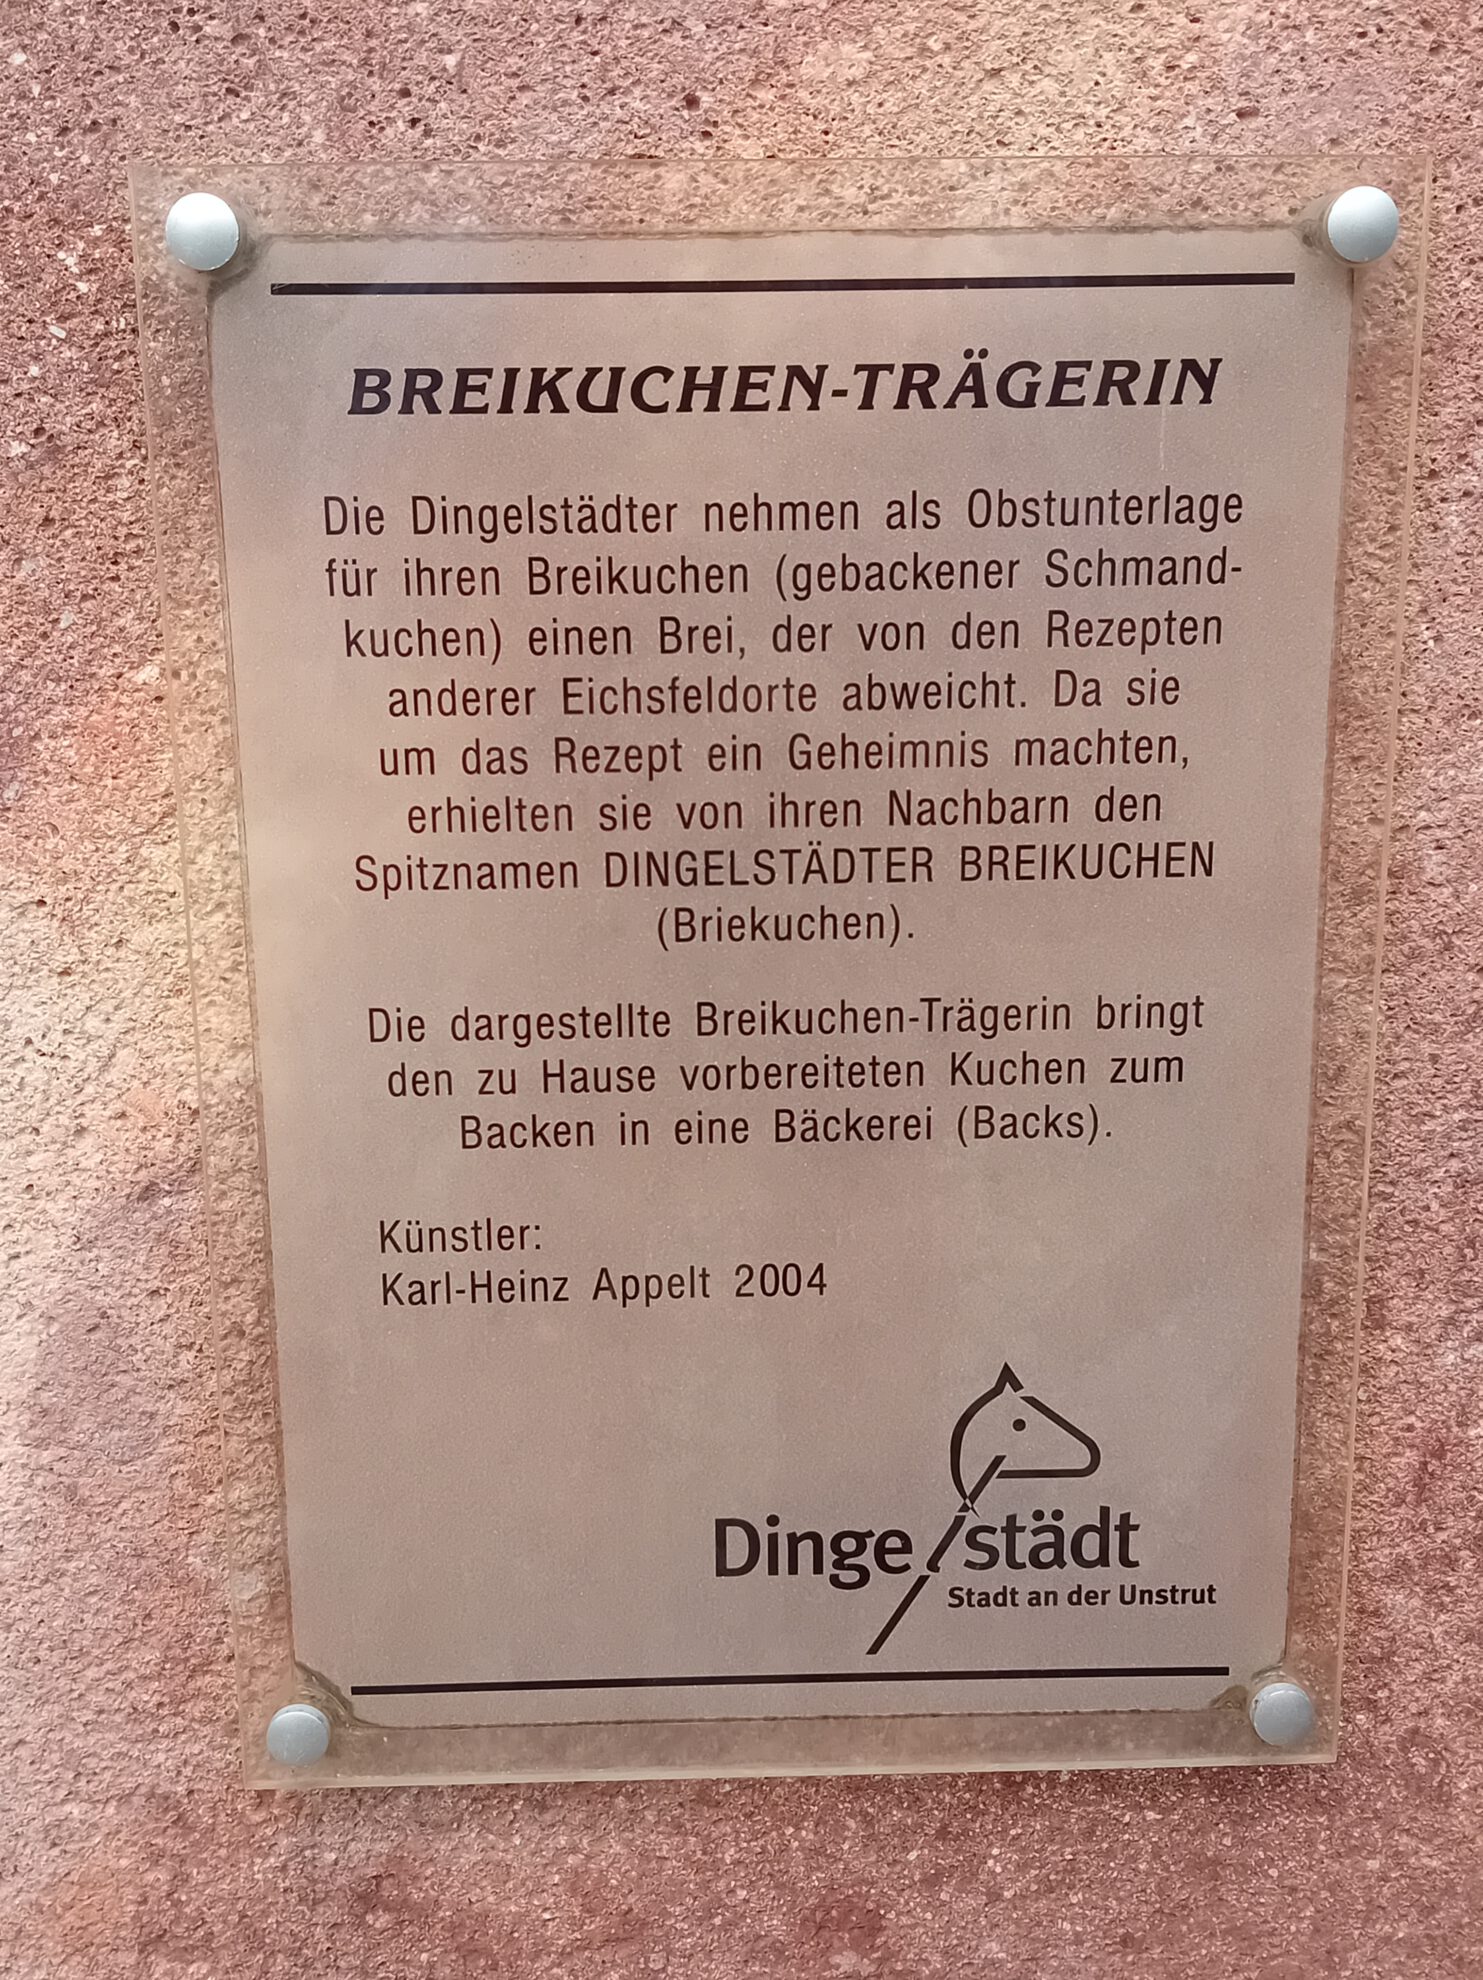 BREIKUCHEN-TRÄGERIN
Die Dingelstädter nehmen als Obstunterlage
für ihren Breikuchen (gebackener Schmand-
kuchen) einen Brei, der von den Rezepten
anderer Eichsfeldorte abweicht. Da sie
um das Rezept ein Geheimnis machten,
erhielten sie von ihren Nachbarn den
Spitznamen DINGELSTÄDTER BREIKUCHEN
(Briekuchen).
Die dargestellte Breikuchen-Trägerin bringt
den zu Hause vorbereiteten Kuchen zum
Backen in eine Bäckerei (Backs).
Künstler:
Karl-Heinz Appelt 2004
Dingelstädt
Stadt an der Unstrut